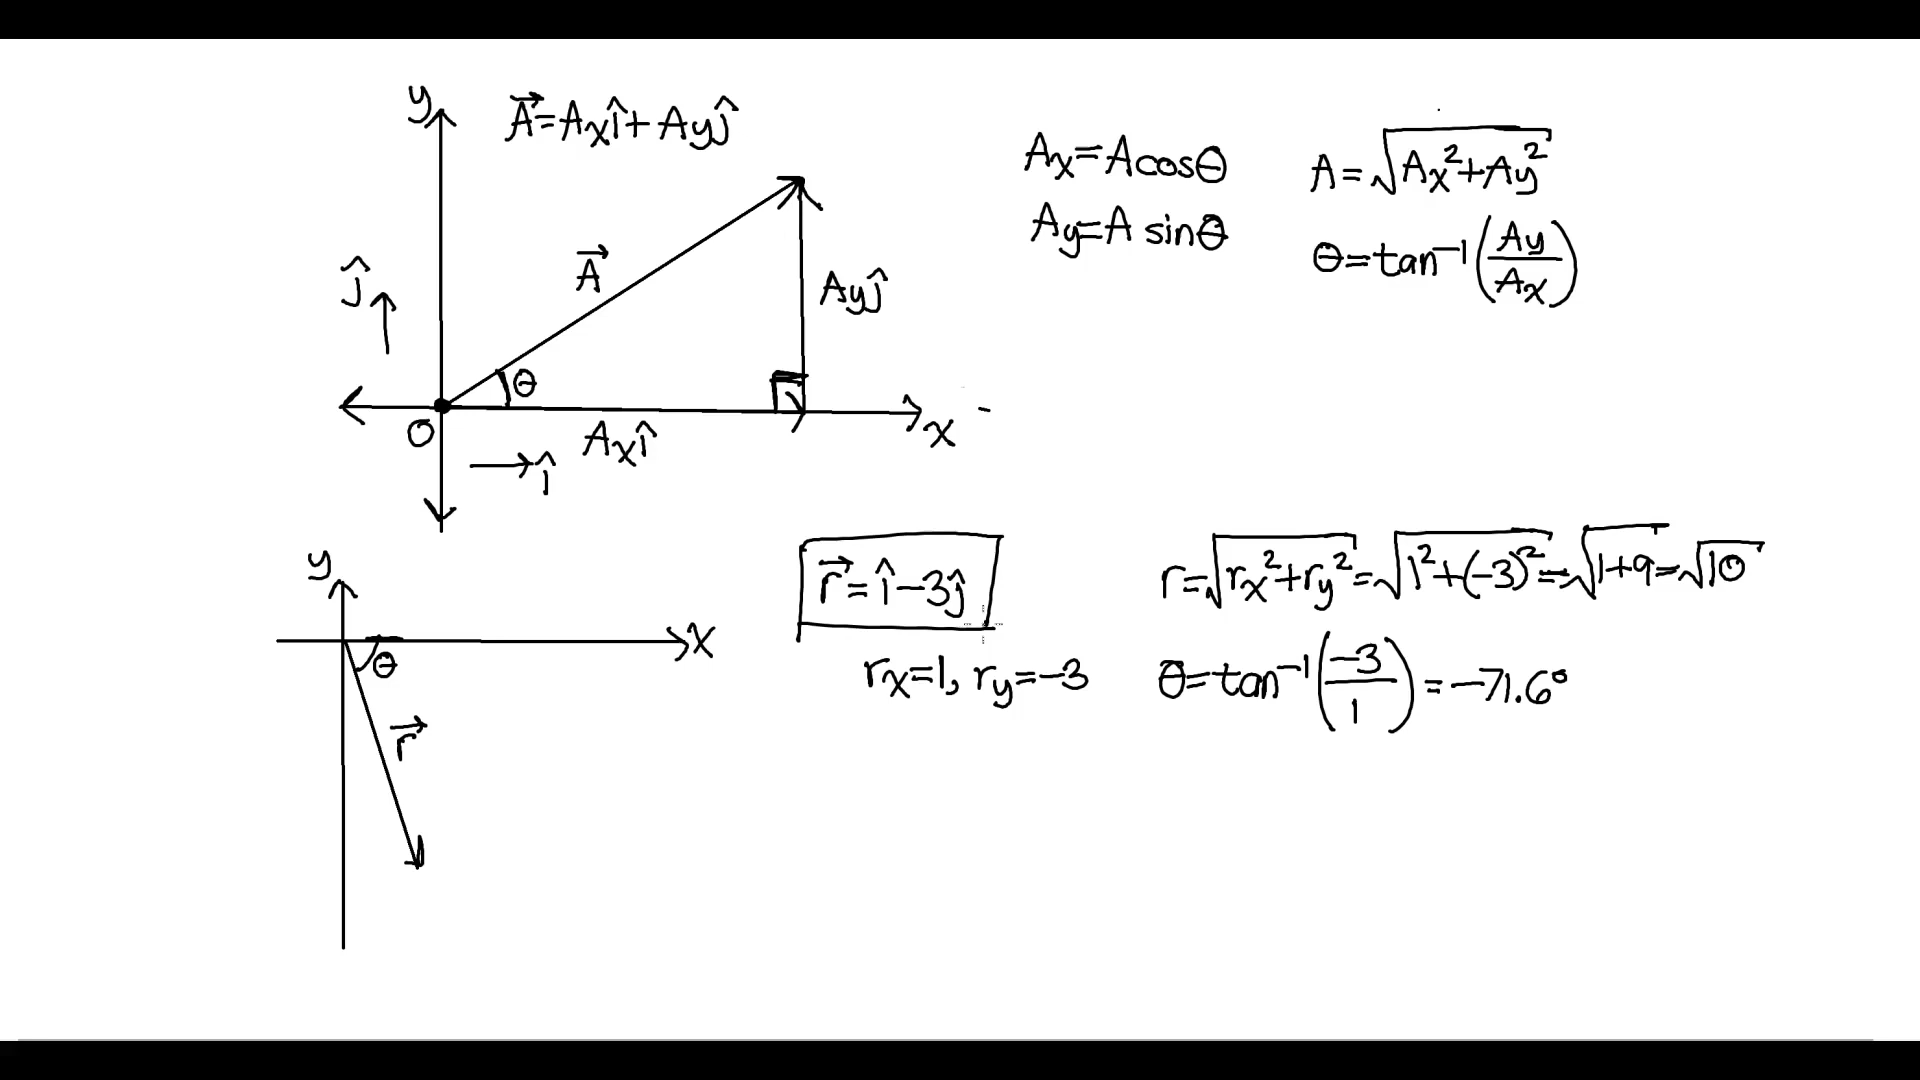 y
A⃗=Axî+Ayĵ
Ax=Acosθ
Ay=A sinθ
A=√(Ax²+Ay²)
θ=tan⁻¹(Ay/Ax)
A⃗
ĵ
Ayĵ
θ
O
Axî
x
î
y
x
θ
r⃗
r⃗=î-3ĵ
rx=1, ry=-3
r=√(rx²+ry²)=√(1²+(-3)²)=√(1+9)=√10
θ=tan⁻¹(-3/1)=-71.6°